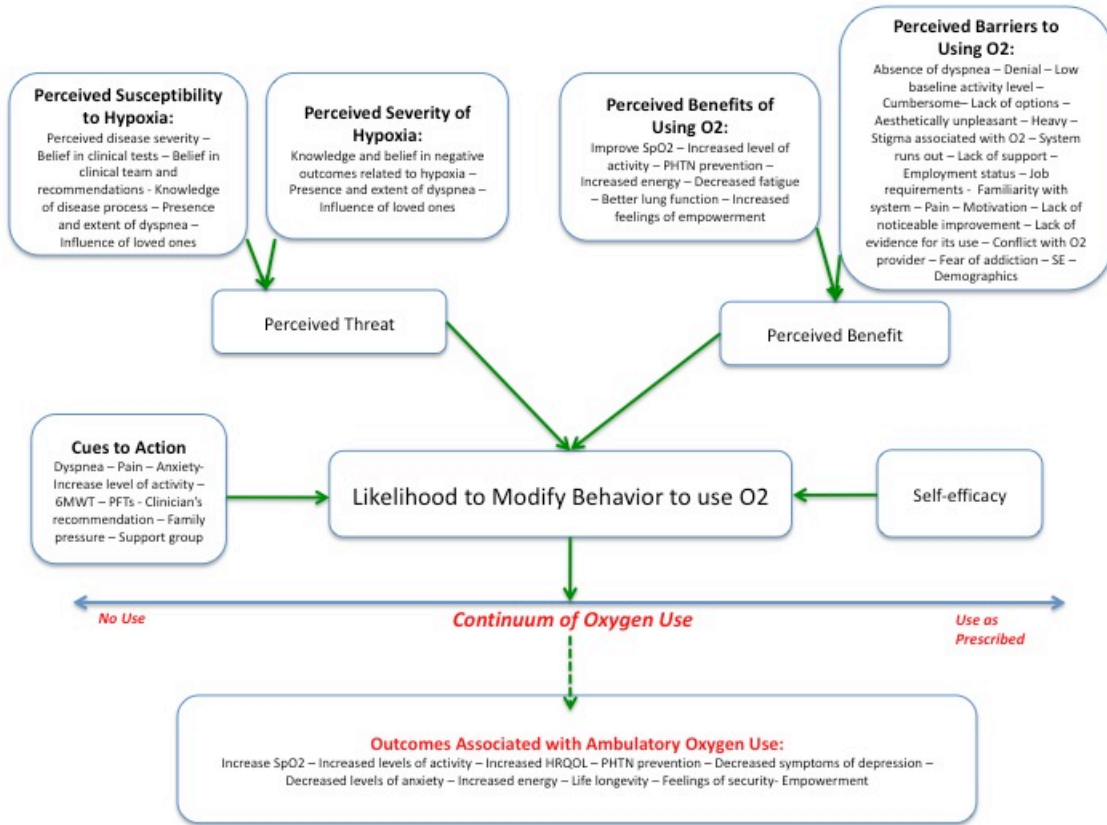 Perceived Susceptibility
to Hypoxia:
Perceived disease severity –
Belief in clinical tests – Belief in
clinical team and
recommendations - Knowledge
of disease process – Presence
and extent of dyspnea –
Influence of loved ones
Perceived Severity of
Hypoxia:
Knowledge and belief in negative
outcomes related to hypoxia –
Presence and extent of dyspnea –
Influence of loved ones
Perceived Benefits of
Using O2:
Improve SpO2 – Increased level of
activity – PHTN prevention –
Increased energy – Decreased fatigue
– Better lung function – Increased
feelings of empowerment
Perceived Barriers to
Using O2:
Absence of dyspnea – Denial – Low
baseline activity level –
Cumbersome– Lack of options –
Aesthetically unpleasant – Heavy –
Stigma associated with O2 – System
runs out – Lack of support –
Employment status – Job
requirements - Familiarity with
system – Pain – Motivation – Lack of
noticeable improvement – Lack of
evidence for its use – Conflict with O2
provider – Fear of addiction – SE –
Demographics
Perceived Threat
Perceived Benefit
Cues to Action
Dyspnea – Pain – Anxiety-
Increase level of activity –
6MWT – PFTs - Clinician's
recommendation – Family
pressure – Support group
Likelihood to Modify Behavior to use O2
Self-efficacy
No Use
Continuum of Oxygen Use
Use as
Prescribed
Outcomes Associated with Ambulatory Oxygen Use:
Increase SpO2 – Increased levels of activity – Increased HRQOL – PHTN prevention – Decreased symptoms of depression –
Decreased levels of anxiety – Increased energy – Life longevity – Feelings of security- Empowerment